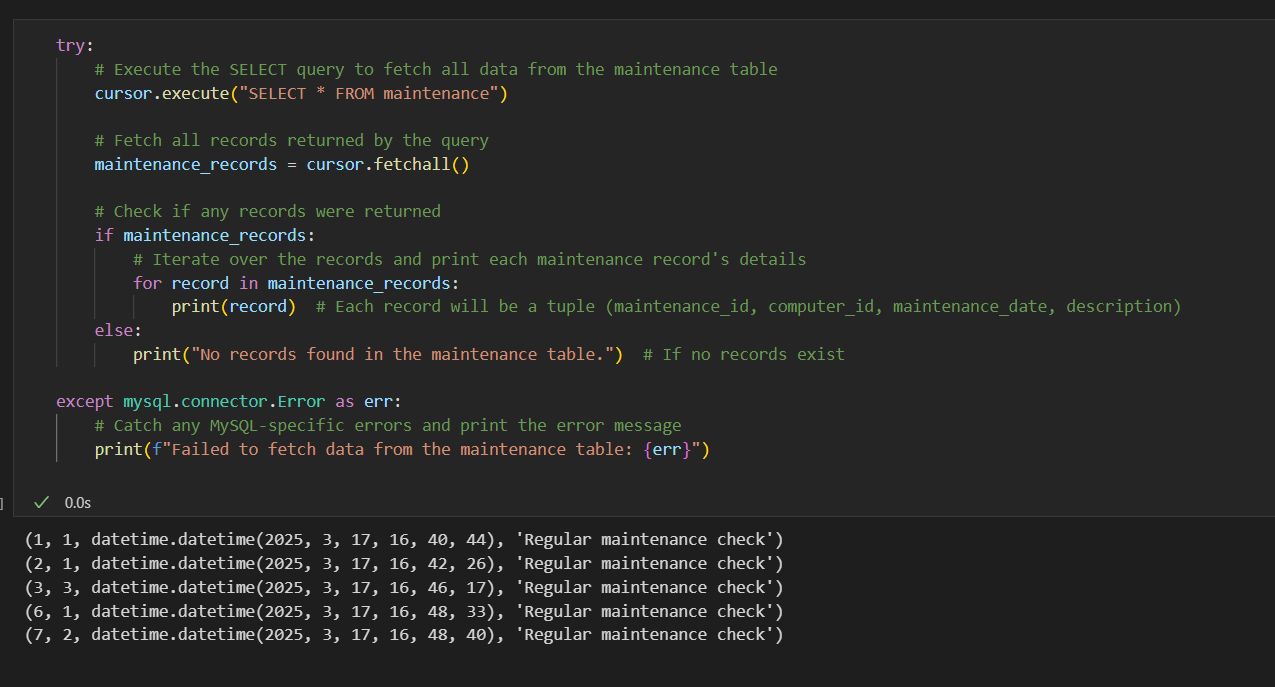 try:
# Execute the SELECT query to fetch all data from the maintenance table
cursor.execute("SELECT * FROM maintenance")
# Fetch all records returned by the query
maintenance_records = cursor.fetchall()
# Check if any records were returned
if maintenance_records:
# Iterate over the records and print each maintenance record's details
for record in maintenance_records:
print(record)  # Each record will be a tuple (maintenance_id, computer_id, maintenance_date, description)
else:
print("No records found in the maintenance table.")  # If no records exist
except mysql.connector.Error as err:
# Catch any MySQL-specific errors and print the error message
print(f"Failed to fetch data from the maintenance table: {err}")
] ✓ 0.0s
(1, 1, datetime.datetime(2025, 3, 17, 16, 40, 44), 'Regular maintenance check')
(2, 1, datetime.datetime(2025, 3, 17, 16, 42, 26), 'Regular maintenance check')
(3, 3, datetime.datetime(2025, 3, 17, 16, 46, 17), 'Regular maintenance check')
(6, 1, datetime.datetime(2025, 3, 17, 16, 48, 33), 'Regular maintenance check')
(7, 2, datetime.datetime(2025, 3, 17, 16, 48, 40), 'Regular maintenance check')